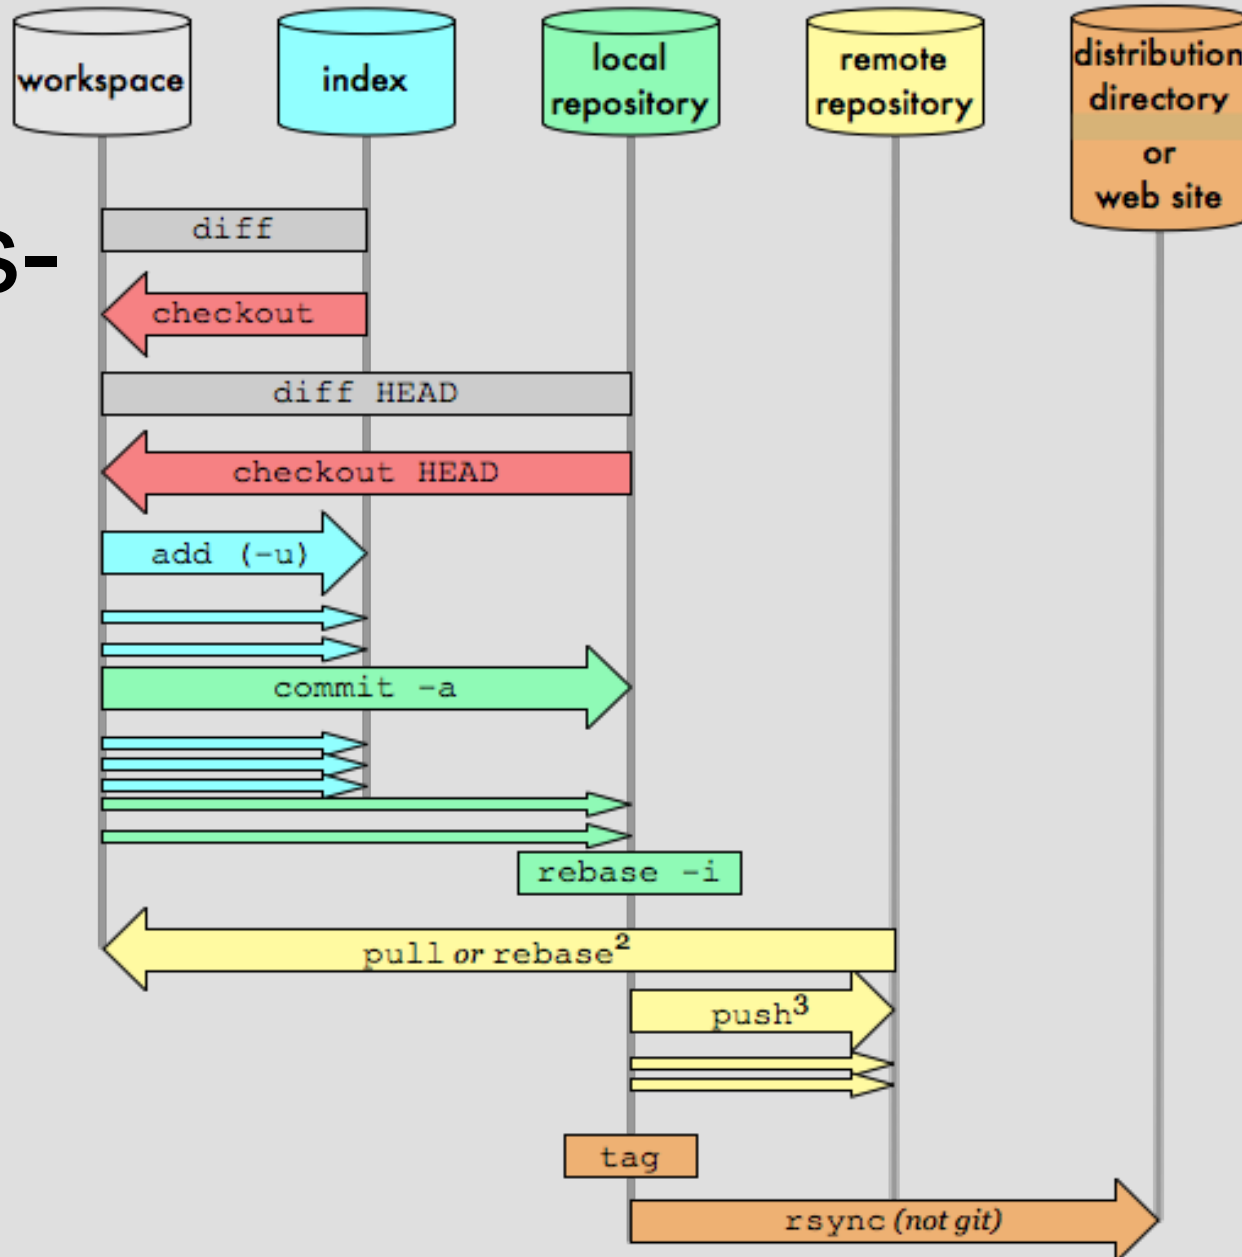 workspace
index
local
repository
remote
repository
distribution
directory
or
web site
diff
s-
checkout
diff HEAD
checkout HEAD
add (-u)
commit -a
rebase -i
pull or rebase²
push³
tag
rsync (not git)